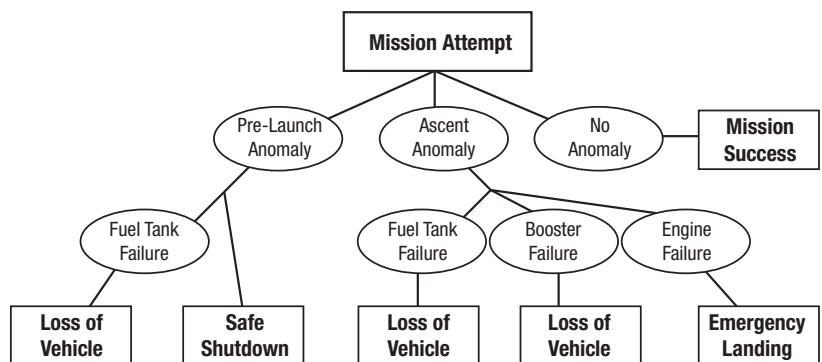 Mission Attempt
Pre-Launch
Anomaly
Ascent
Anomaly
No
Anomaly
Mission
Success
Fuel Tank
Failure
Fuel Tank
Failure
Booster
Failure
Engine
Failure
Loss of
Vehicle
Safe
Shutdown
Loss of
Vehicle
Loss of
Vehicle
Emergency
Landing